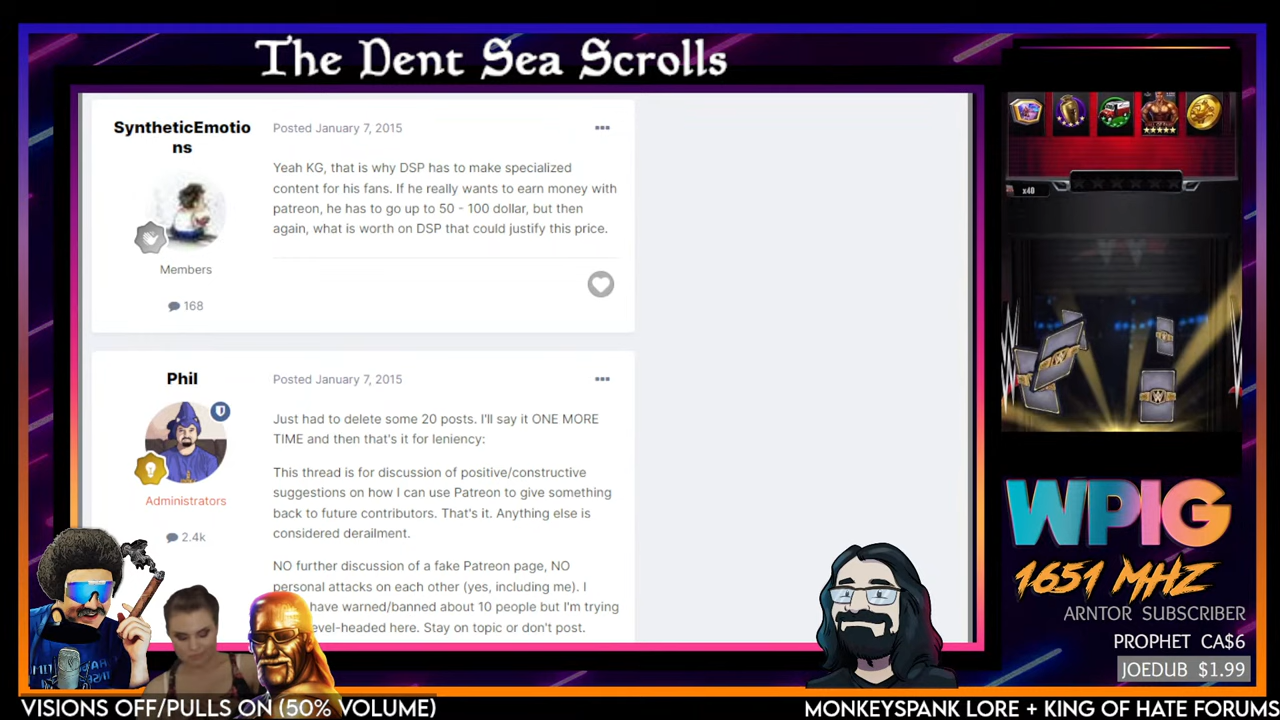 The Dent Sea Scrolls
SyntheticEmotio
ns
Members
168
Posted January 7, 2015
Yeah KG, that is why DSP has to make specialized
content for his fans. If he really wants to earn money with
patreon, he has to go up to 50 - 100 dollar, but then
again, what is worth on DSP that could justify this price.
Phil
Administrators
2.4k
Posted January 7, 2015
Just had to delete some 20 posts. I'll say it ONE MORE
TIME and then that's it for leniency:
This thread is for discussion of positive/constructive
suggestions on how I can use Patreon to give something
back to future contributors. That's it. Anything else is
considered derailment.
NO further discussion of a fake Patreon page, NO
personal attacks on each other (yes, including me). I
have warned/banned about 10 people but I'm trying
evel-headed here. Stay on topic or don't post.
x40
WPIG
1651 MHZ
ARNTOR SUBSCRIBER
PROPHET CA$6
JOEDUB $1.99
VISIONS OFF/PULLS ON (50% VOLUME)
MONKEYSPANK LORE + KING OF HATE FORUMS